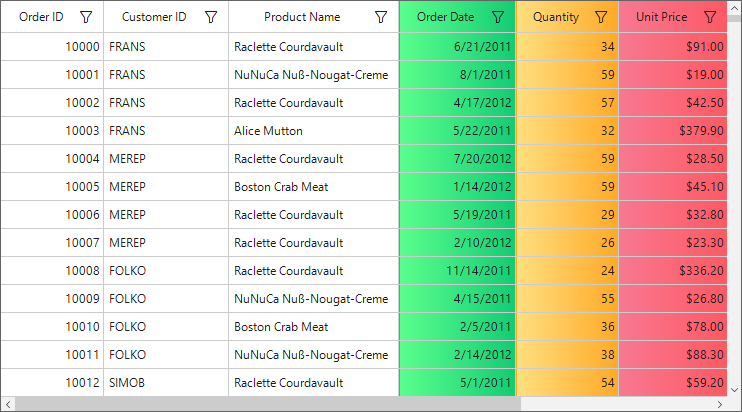 Order ID Customer ID Product Name Order Date Quantity Unit Price
10000 FRANS Raclette Courdavault 6/21/2011 34 $91.00
10001 FRANS NuNuCa Nuß-Nougat-Creme 8/1/2011 59 $19.00
10002 FRANS Raclette Courdavault 4/17/2012 57 $42.50
10003 FRANS Alice Mutton 5/22/2011 32 $379.90
10004 MEREP Raclette Courdavault 7/20/2012 59 $28.50
10005 MEREP Boston Crab Meat 1/14/2012 59 $45.10
10006 MEREP Raclette Courdavault 5/19/2011 29 $32.80
10007 MEREP Raclette Courdavault 2/10/2012 26 $23.30
10008 FOLKO Raclette Courdavault 11/14/2011 24 $336.20
10009 FOLKO NuNuCa Nuß-Nougat-Creme 4/15/2011 55 $26.80
10010 FOLKO Boston Crab Meat 2/5/2011 36 $78.00
10011 FOLKO NuNuCa Nuß-Nougat-Creme 2/14/2012 38 $88.30
10012 SIMOB Raclette Courdavault 5/1/2011 54 $59.20